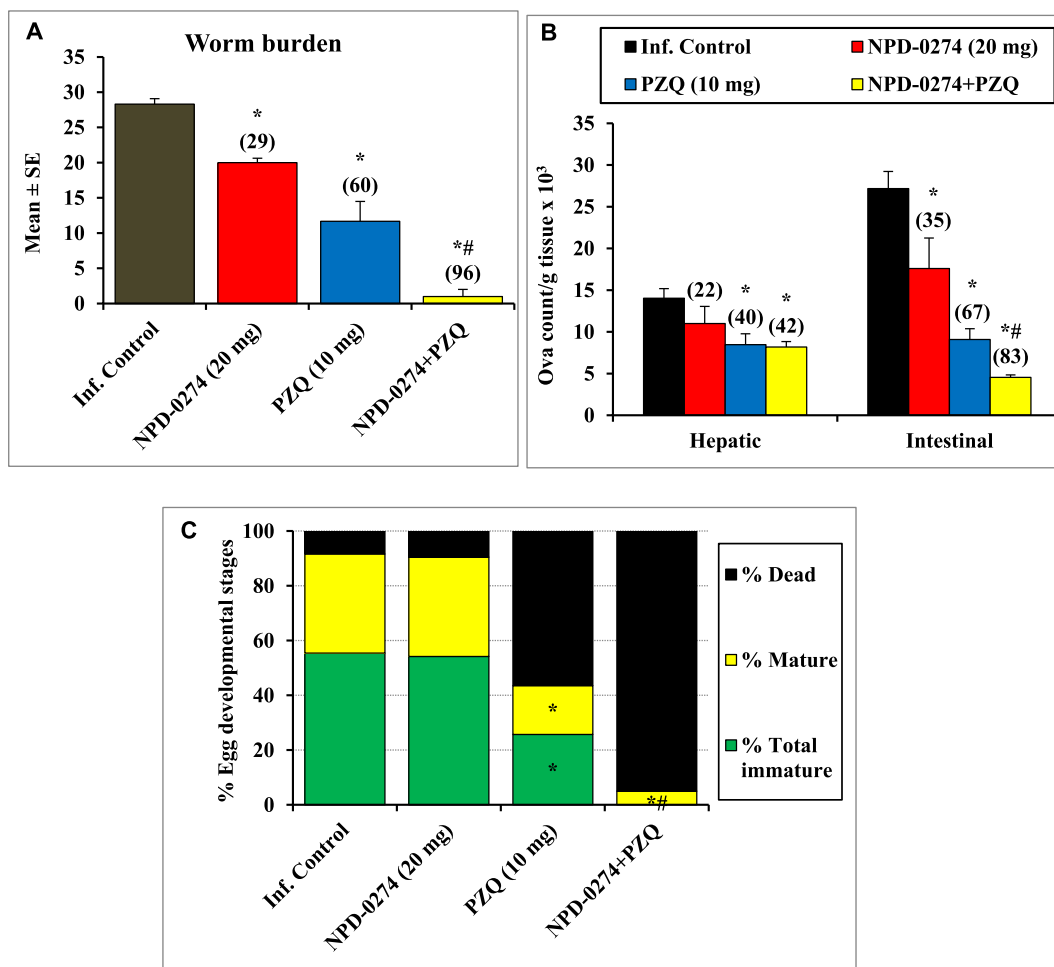 A
Worm burden
Mean ± SE
35
30
25
20
15
10
5
0
*
(29)
*
(60)
*#
(96)
Inf. Control
NPD-0274 (20 mg)
PZQ (10 mg)
NPD-0274+PZQ
B
Inf. Control
NPD-0274 (20 mg)
PZQ (10 mg)
NPD-0274+PZQ
Ova count/g tissue x 10³
35
30
25
20
15
10
5
0
(22)
*
(40)
*
(42)
*
(35)
*
(67)
*#
(83)
Hepatic
Intestinal
C
% Egg developmental stages
100
80
60
40
20
0
*
*
*#
Inf. Control
NPD-0274 (20 mg)
PZQ (10 mg)
NPD-0274+PZQ
% Dead
% Mature
% Total
immature